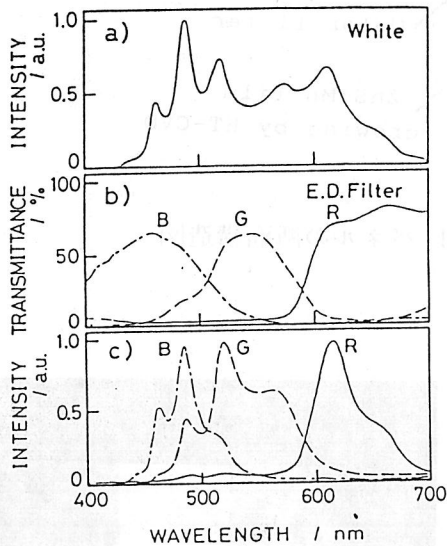 a) White
1.0
0.5
0
INTENSITY / a.u.
b) E.D.Filter
100
50
0
TRANSMITTANCE / %
B G R
c) B G R
1.0
0.5
0
INTENSITY / a.u.
400 500 600 700
WAVELENGTH / nm